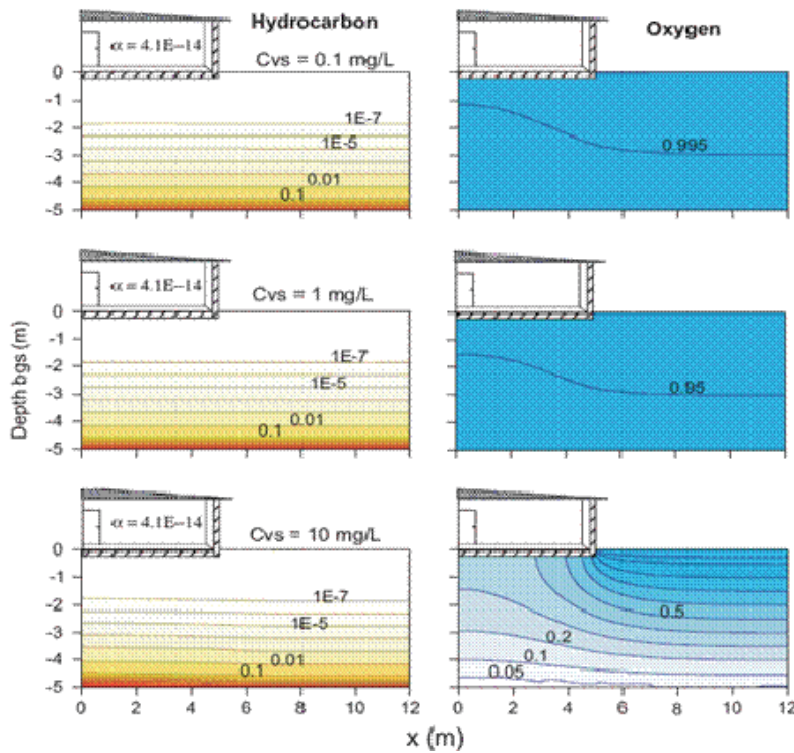 Hydrocarbon
Oxygen
α = 4.1E−14
Cvs = 0.1 mg/L
0
-1
-2
-3
-4
-5
1E-7
1E-5
0.01
0.1
0.995
α = 4.1E−14
Cvs = 1 mg/L
Depth bgs (m)
0
-1
-2
-3
-4
-5
1E-7
1E-5
0.01
0.1
0.95
α = 4.1E−14
Cvs = 10 mg/L
0
-1
-2
-3
-4
-5
1E-7
1E-5
0.01
0.1
0.5
0.2
0.1
0.05
0 2 4 6 8 10 12
0 2 4 6 8 10 12
x (m)